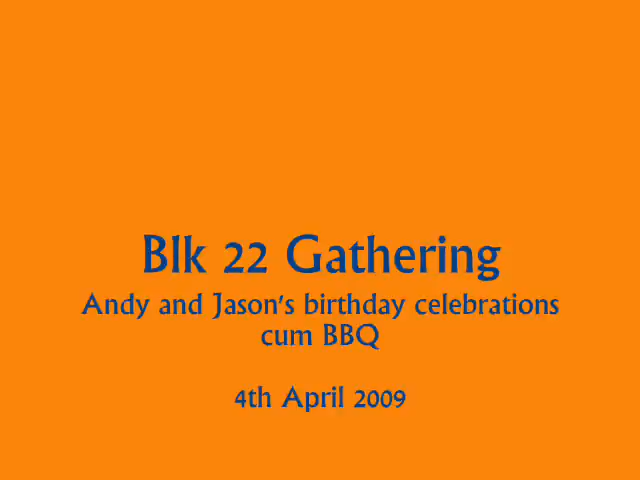 Blk 22 Gathering
Andy and Jason's birthday celebrations
cum BBQ
4th April 2009